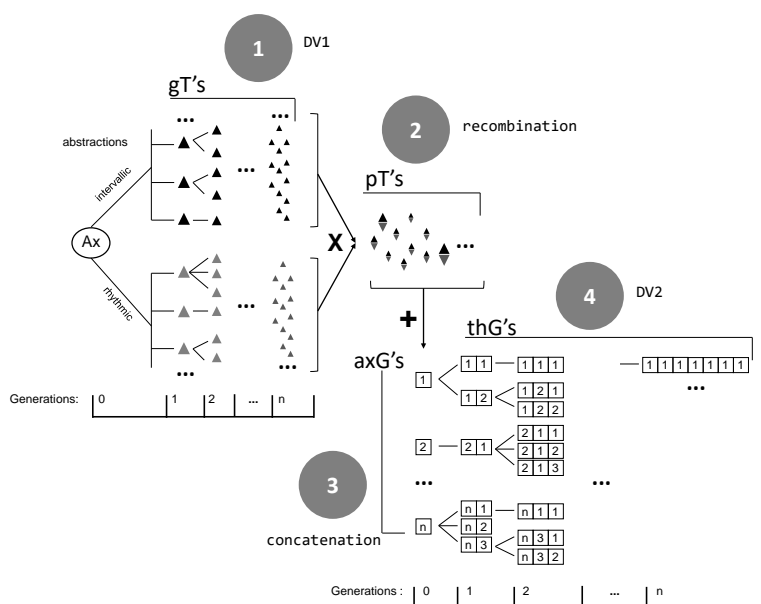 1 DV1
gT's
...
...
abstractions
intervallic
...
Ax
rhythmic
...
...
...
Generations: 0 1 2 ... n
2 recombination
pT's
...
X
+
4 DV2
thG's
axG's
1
1 1
1 1 1
1 1 1 1 1 1 1
...
1 2
1 2 1
1 2 2
2
2 1
2 1 1
2 1 2
2 1 3
...
...
n
n 1
n 1 1
n 2
n 3
n 3 1
n 3 2
3
concatenation
Generations : 0 1 2 ... n